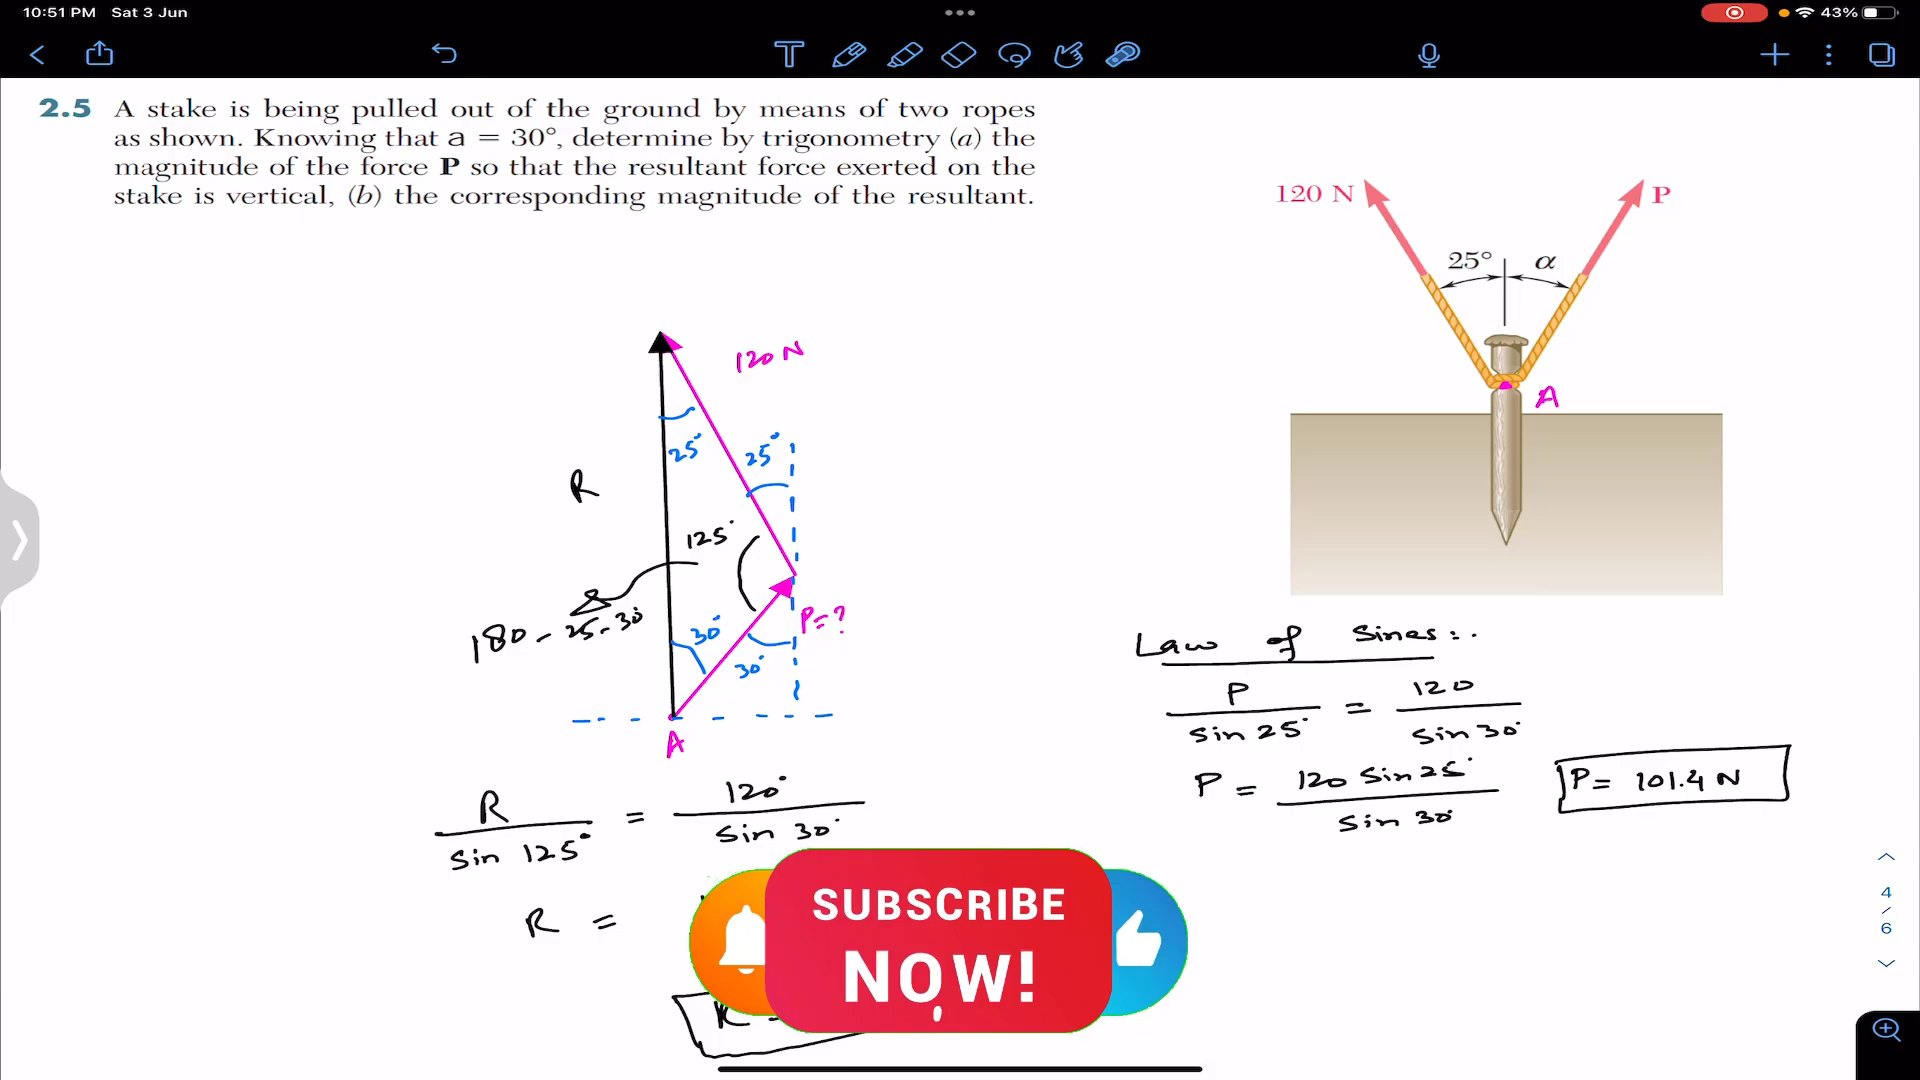 10:51 PM Sat 3 Jun
43%
2.5 A stake is being pulled out of the ground by means of two ropes
as shown. Knowing that a = 30°, determine by trigonometry (a) the
magnitude of the force P so that the resultant force exerted on the
stake is vertical, (b) the corresponding magnitude of the resultant.
120 N
P
25°
α
A
120 N
25°
25°
R
125°
180 - 25 - 30°
30°
30°
P = ?
A
Law of Sines :.
P / sin 25° = 120 / sin 30°
P = 120 sin 25° / sin 30°
P = 101.4 N
R / sin 125° = 120° / sin 30°
R =
R =
SUBSCRIBE
NOW!
4
/
6